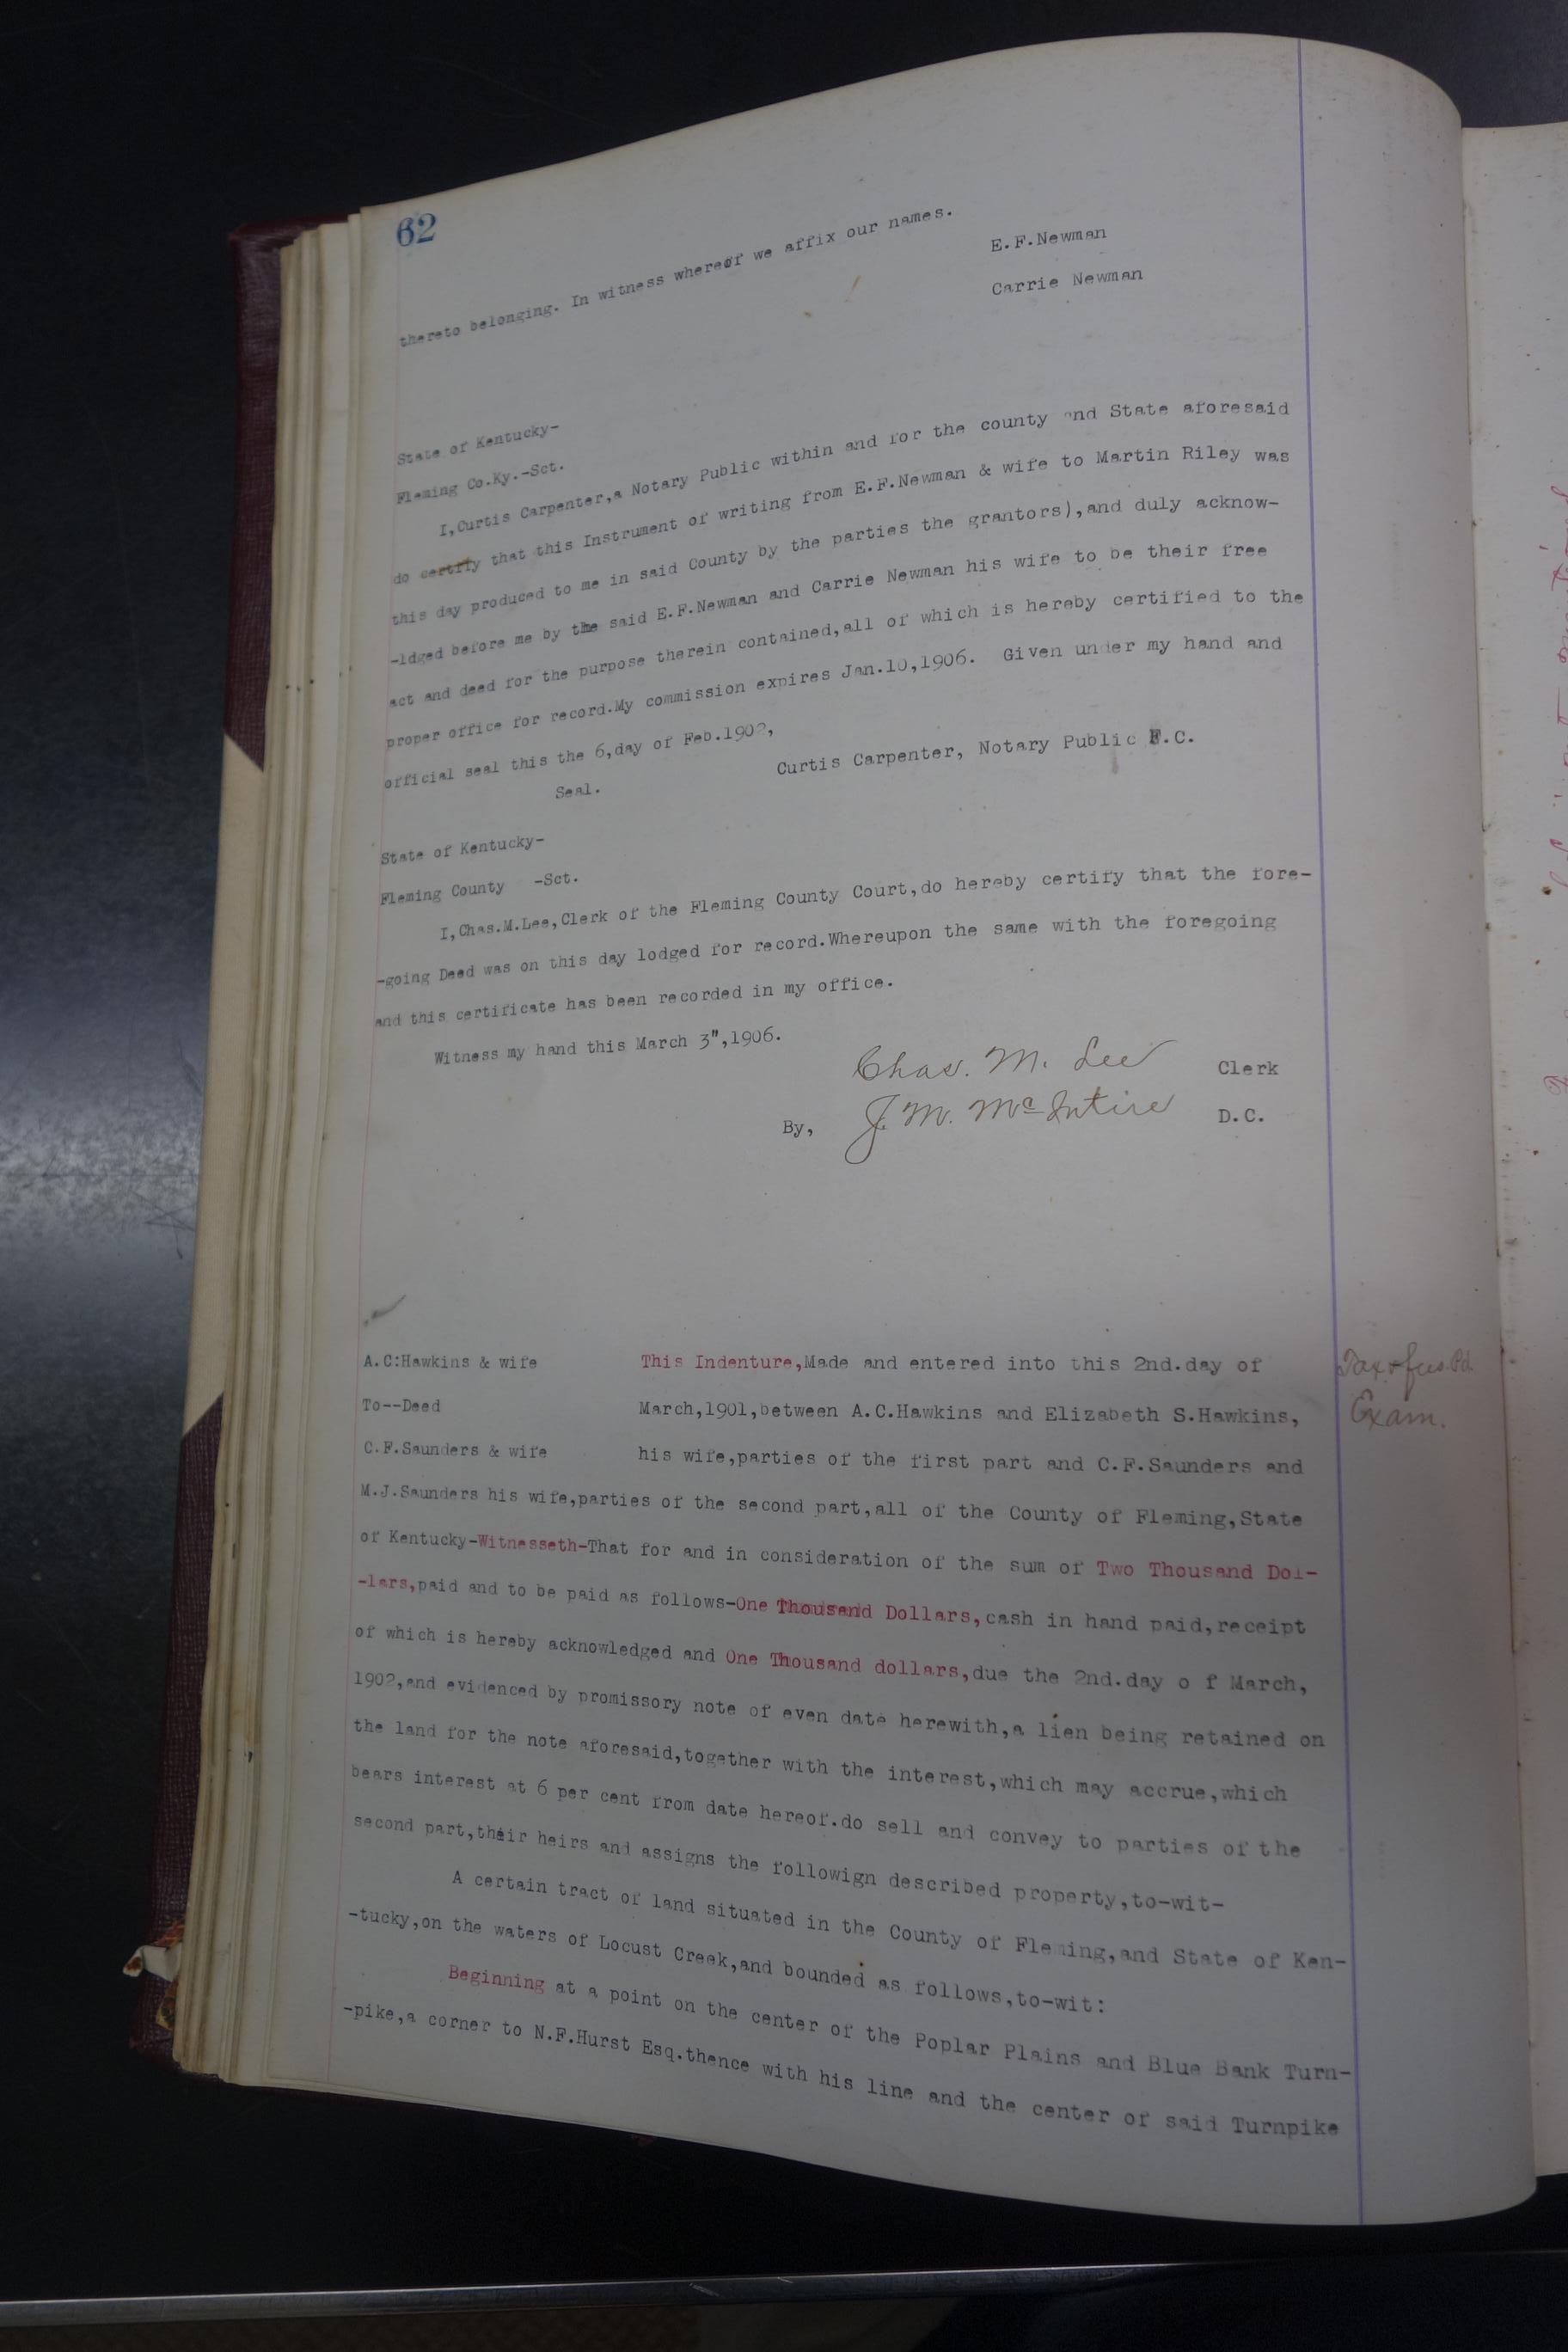 62
thereto belonging. In witness whereof we affix our names.
E.F.Newman
Carrie Newman
State of Kentucky-
Fleming Co.Ky.-Sct.
I,Curtis Carpenter,a Notary Public within and for the county and State aforesaid
do certfiy that this Instrument of writing from E.F.Newman & wife to Martin Riley was
this day produced to me in said County by the parties the grantors),and duly acknow-
-ldged before me by the said E.F.Newman and Carrie Newman his wife to be their free
act and deed for the purpose therein contained,all of which is hereby certified to the
proper office for record.My commission expires Jan.10,1906. Given under my hand and
official seal this the 6,day of Feb.1902,
Curtis Carpenter, Notary Public F.C.
Seal.
State of Kentucky-
Fleming County -Sct.
I,Chas.M.Lee,Clerk of the Fleming County Court,do hereby certify that the fore-
-going Deed was on this day lodged for record.Whereupon the same with the foregoing
and this certificate has been recorded in my office.
Witness my hand this March 3",1906.
Chas. M. Lee Clerk
By, J. M. McIntire D.C.
A.C:Hawkins & wife This Indenture,Made and entered into this 2nd.day of
To--Deed March,1901,between A.C.Hawkins and Elizabeth S.Hawkins,
C.F.Saunders & wife his wife,parties of the first part and C.F.Saunders and
Tax & fees Pd.
Exam.
M.J.Saunders his wife,parties of the second part,all of the County of Fleming,State
of Kentucky-Witnesseth-That for and in consideration of the sum of Two Thousand Dol-
-lars,paid and to be paid as follows-One Thousand Dollars,cash in hand paid,receipt
of which is hereby acknowledged and One Thousand dollars,due the 2nd.day o f March,
1902,and evidenced by promissory note of even date herewith,a lien being retained on
the land for the note aforesaid,together with the interest,which may accrue,which
bears interest at 6 per cent from date hereof.do sell and convey to parties of the
second part,their heirs and assigns the followign described property,to-wit-
A certain tract of land situated in the County of Fleming,and State of Ken-
-tucky,on the waters of Locust Creek,and bounded as follows,to-wit:
Beginning at a point on the center of the Poplar Plains and Blue Bank Turn-
-pike,a corner to N.F.Hurst Esq.thence with his line and the center of said Turnpike